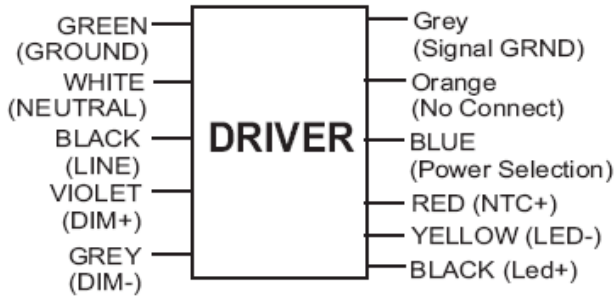 GREEN
(GROUND)
WHITE
(NEUTRAL)
BLACK
(LINE)
VIOLET
(DIM+)
GREY
(DIM-)
DRIVER
Grey
(Signal GRND)
Orange
(No Connect)
BLUE
(Power Selection)
RED (NTC+)
YELLOW (LED-)
BLACK (Led+)